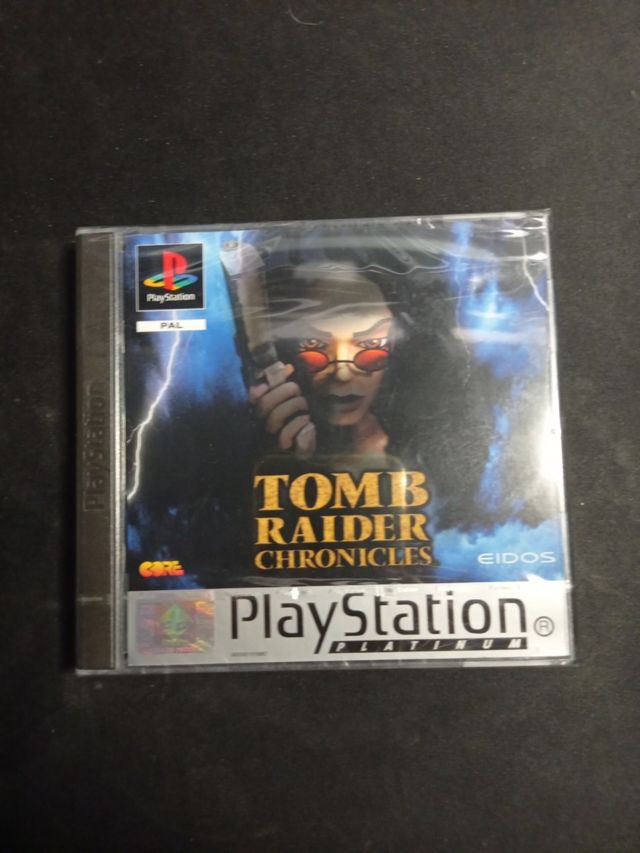 PlayStation
PAL
PlayStation
TOMB
RAIDER
CHRONICLES
CORE
EIDOS
PlayStation®
PLATINUM